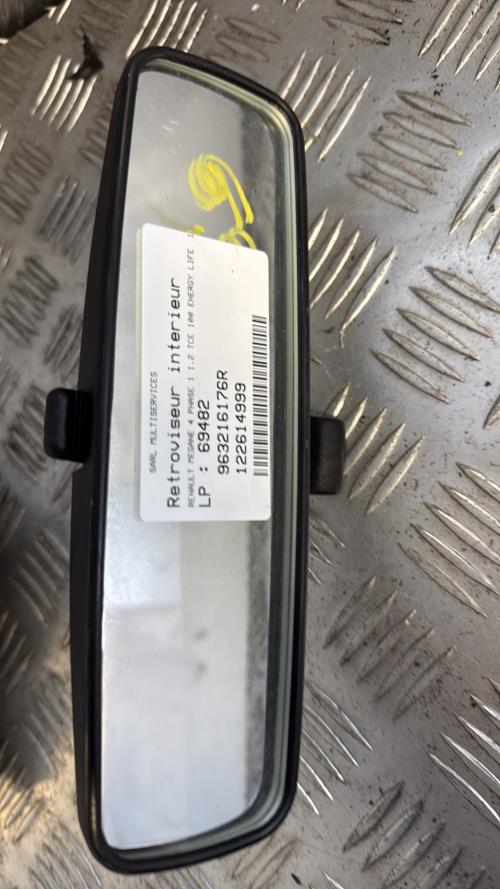 SARL MULTISERVICES
Retroviseur interieur
RENAULT MEGANE 4 PHASE 1 1.2 TCE 100 ENERGY LIFE
LP : 69482
963216176R
122614999